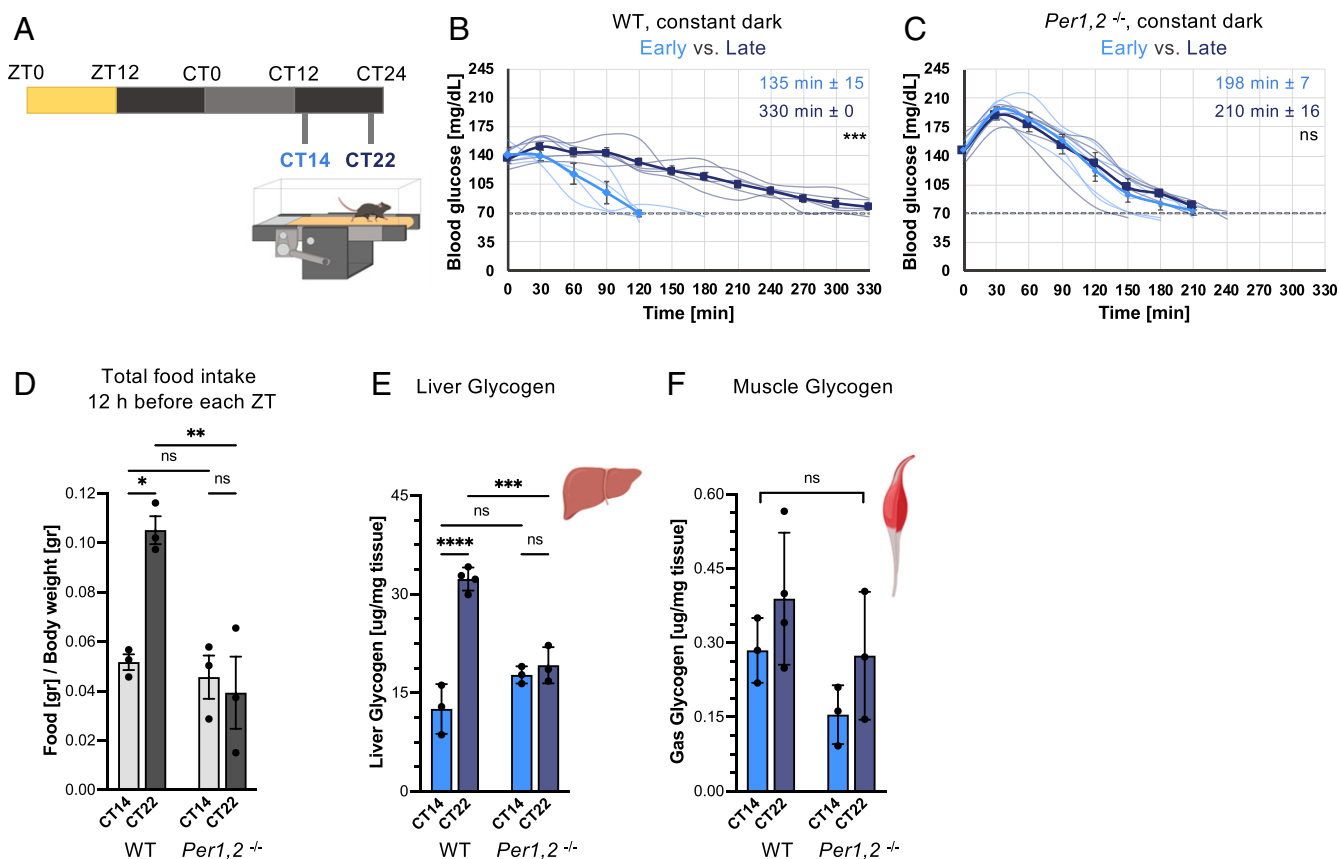 A
ZT0 ZT12 CT0 CT12 CT24
CT14 CT22
B
WT, constant dark
Early vs. Late
135 min ± 15
330 min ± 0
***
Blood glucose [mg/dL]
245
210
175
140
105
70
35
0
0 30 60 90 120 150 180 210 240 270 300 330
Time [min]
C
Per1,2 -/-, constant dark
Early vs. Late
198 min ± 7
210 min ± 16
ns
Blood glucose [mg/dL]
245
210
175
140
105
70
35
0
0 30 60 90 120 150 180 210 240 270 300 330
Time [min]
D
Total food intake
12 h before each ZT
**
ns
* ns
Food [gr] / Body weight [gr]
0.12
0.10
0.08
0.06
0.04
0.02
0.00
CT14 CT22 CT14 CT22
WT Per1,2 -/-
E
Liver Glycogen
***
ns
**** ns
Liver Glycogen [ug/mg tissue]
45
30
15
0
CT14 CT22 CT14 CT22
WT Per1,2 -/-
F
Muscle Glycogen
ns
Gas Glycogen [ug/mg tissue]
0.60
0.45
0.30
0.15
0.00
CT14 CT22 CT14 CT22
WT Per1,2 -/-